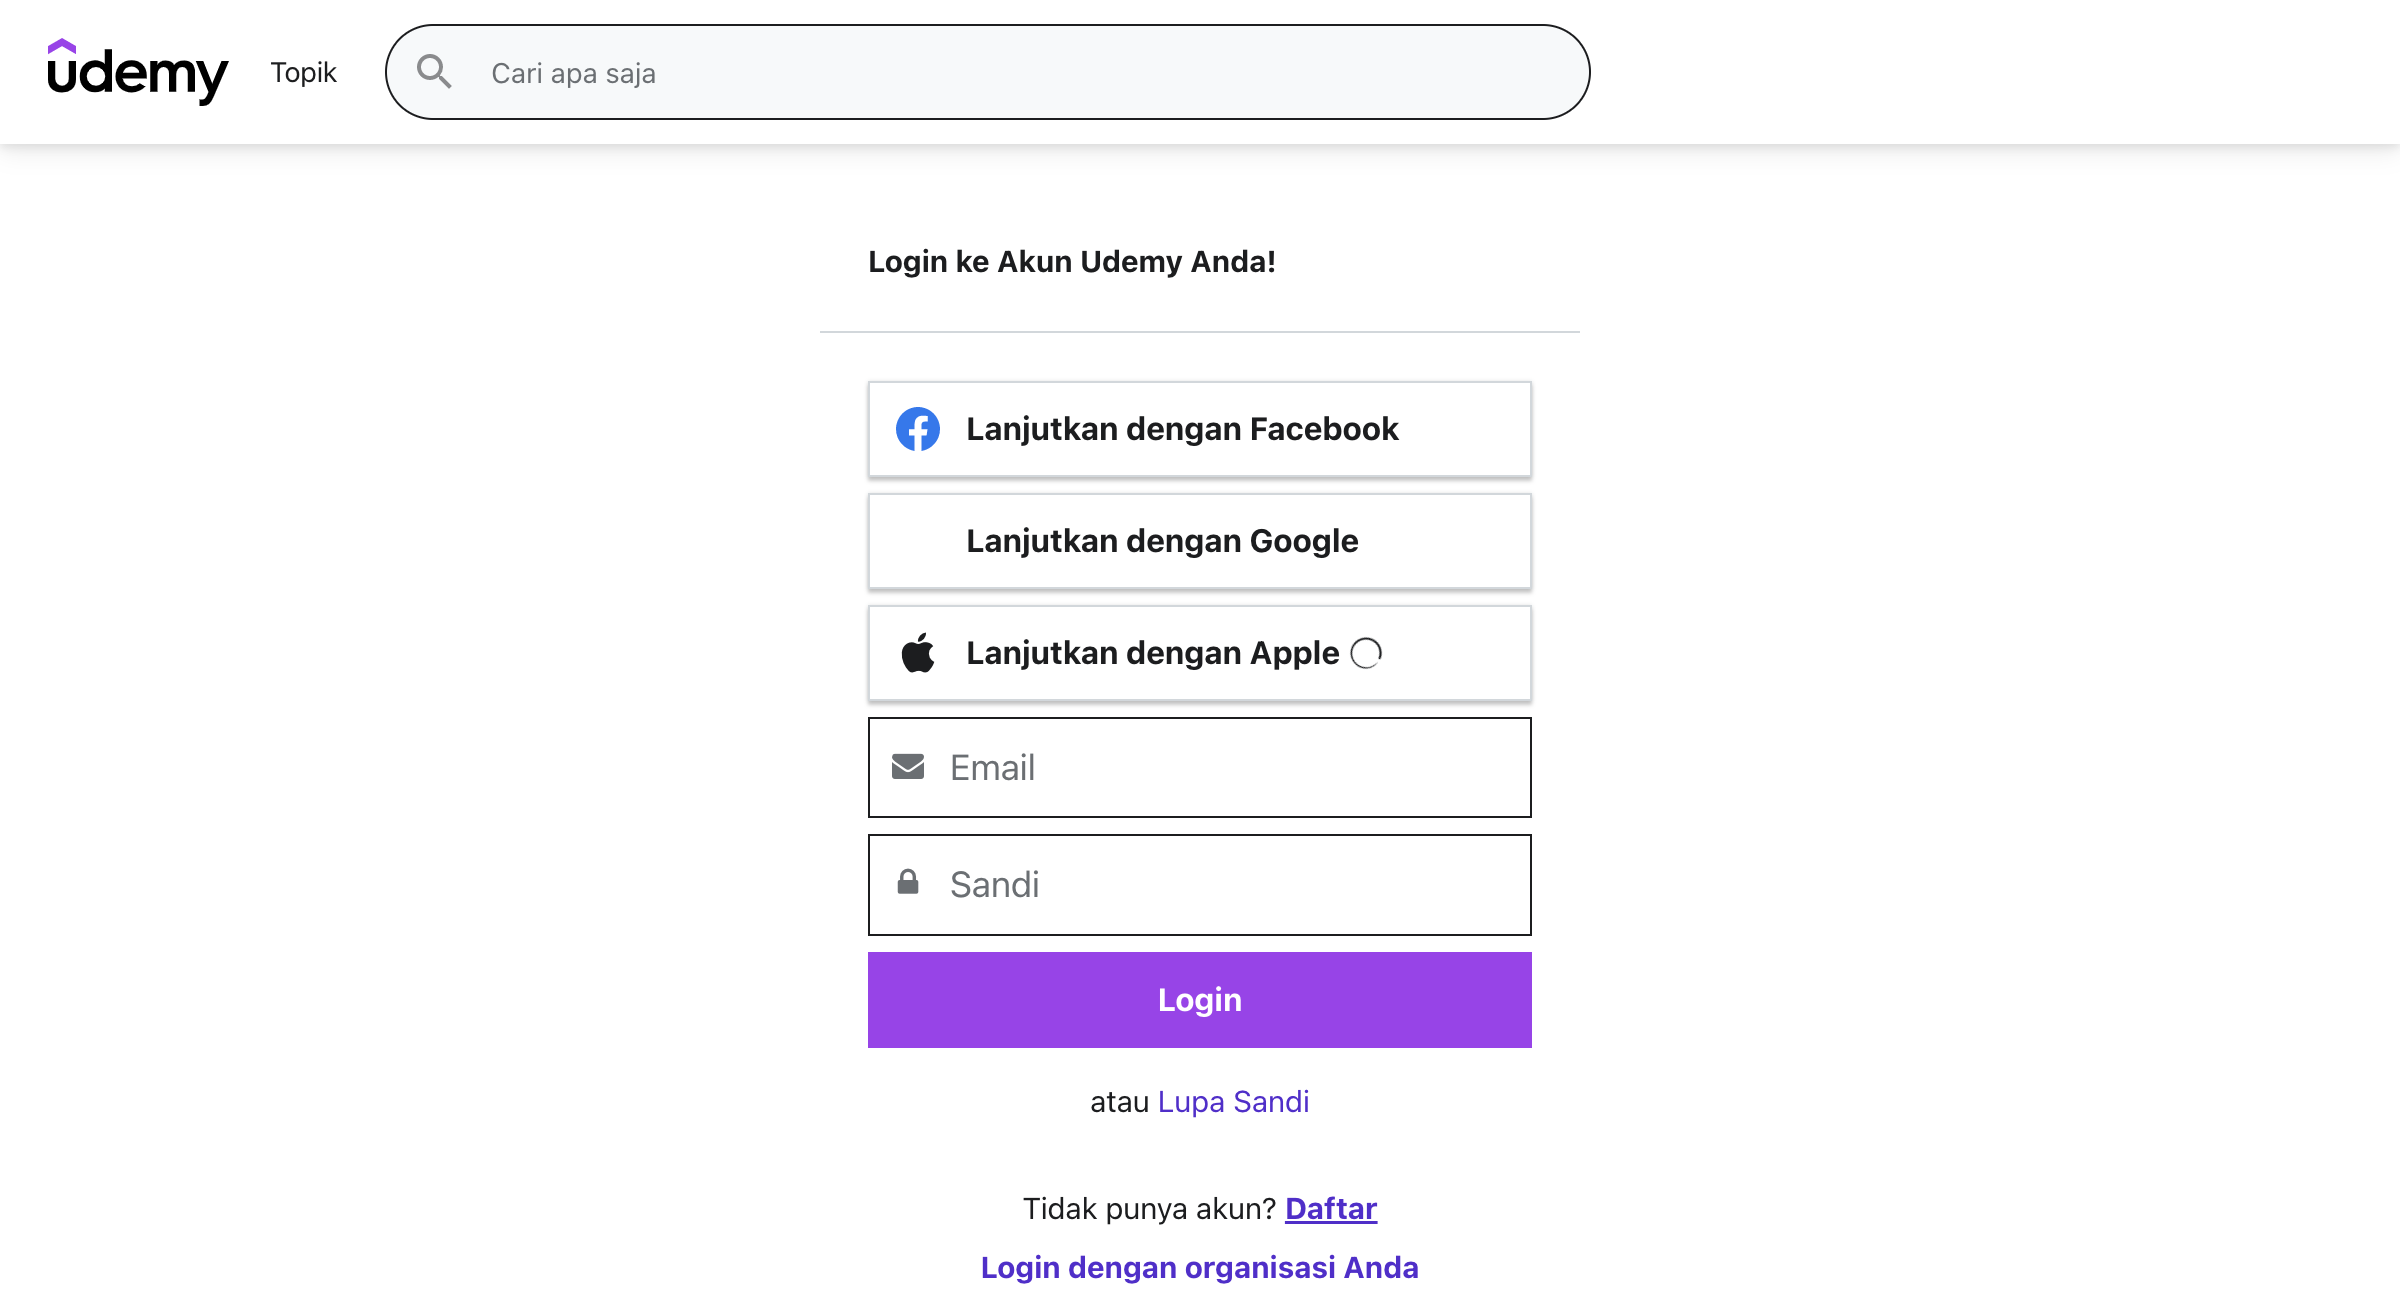 udemy
Topik
Cari apa saja
Login ke Akun Udemy Anda!
Lanjutkan dengan Facebook
Lanjutkan dengan Google
Lanjutkan dengan Apple
Email
Sandi
Login
atau Lupa Sandi
Tidak punya akun? Daftar
Login dengan organisasi Anda